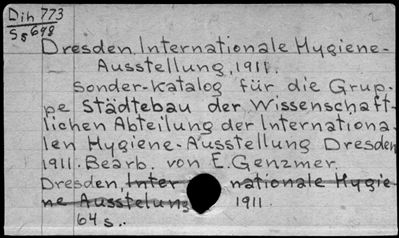 Dih 773
Sg 698
Dresden, Internationale Hygiene-
Ausstellung, 1911.
Sonder-Katalog für die Grup-
pe Städtebau der Wissenschaft-
lichen Abteilung der Internationa-
len Hygiene-Ausstellung Dresden
1911. Bearb. von E. Genzmer.
Dresden, Inter nationale Hygie-
ne Ausstelung 1911.
64 s..